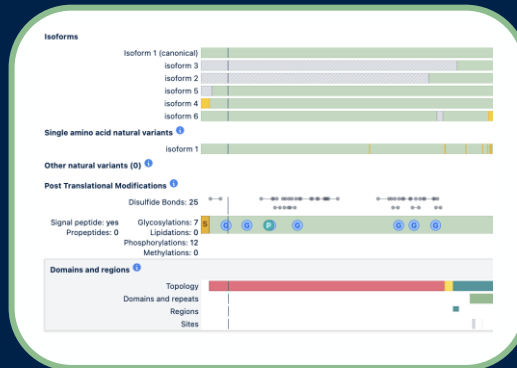 Isoforms
Isoform 1 (canonical)
isoform 3
isoform 2
isoform 5
isoform 4
isoform 6
Single amino acid natural variants i
isoform 1
Other natural variants (0) i
Post Translational Modifications i
Disulfide Bonds: 25
Signal peptide: yes Glycosylations: 7 S G G P G G G G
Propeptides: 0 Lipidations: 0
Phosphorylations: 12
Methylations: 0
Domains and regions i
Topology
Domains and repeats
Regions
Sites